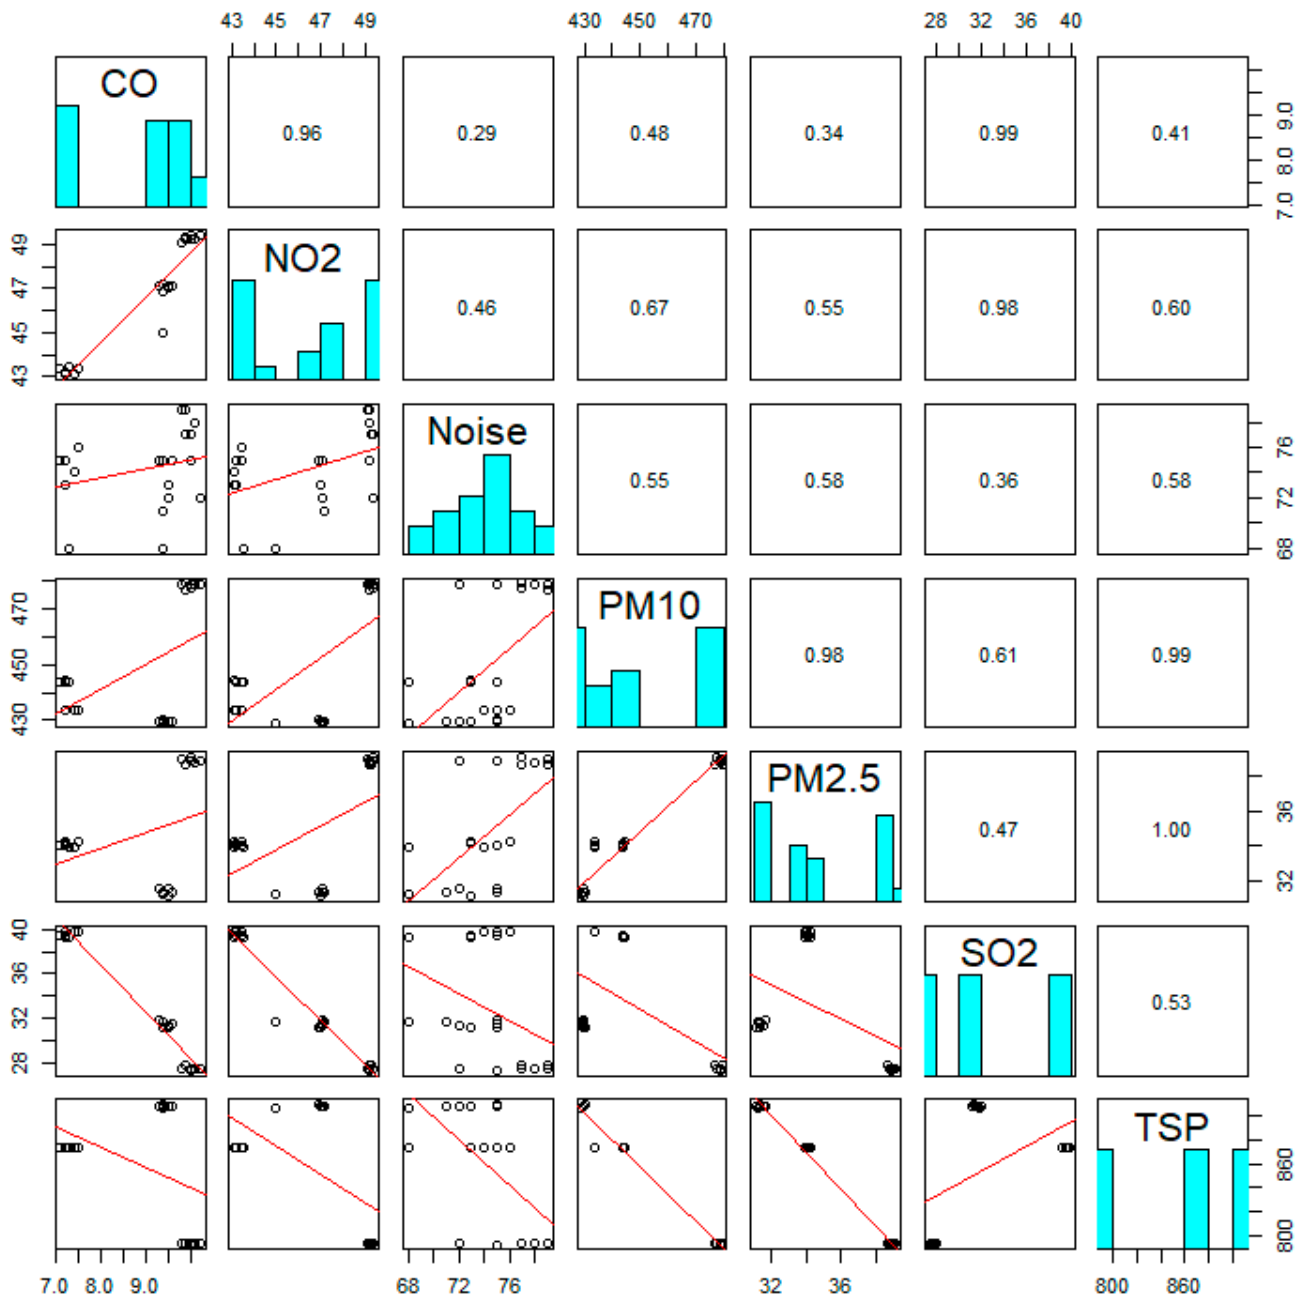 43 45 47 49 430 450 470 28 32 36 40
CO 0.96 0.29 0.48 0.34 0.99 0.41 7.0 8.0 9.0
43 45 47 49 NO2 0.46 0.67 0.55 0.98 0.60
Noise 0.55 0.58 0.36 0.58 68 72 76
430 450 470 PM10 0.98 0.61 0.99
PM2.5 0.47 1.00 32 36
28 32 36 40 SO2 0.53
TSP 800 860
7.0 8.0 9.0 68 72 76 32 36 800 860